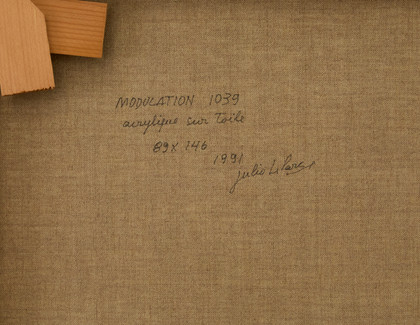 MODULATION 1039
acrylique sur toile
89 x 146
1991
julio Le Parc